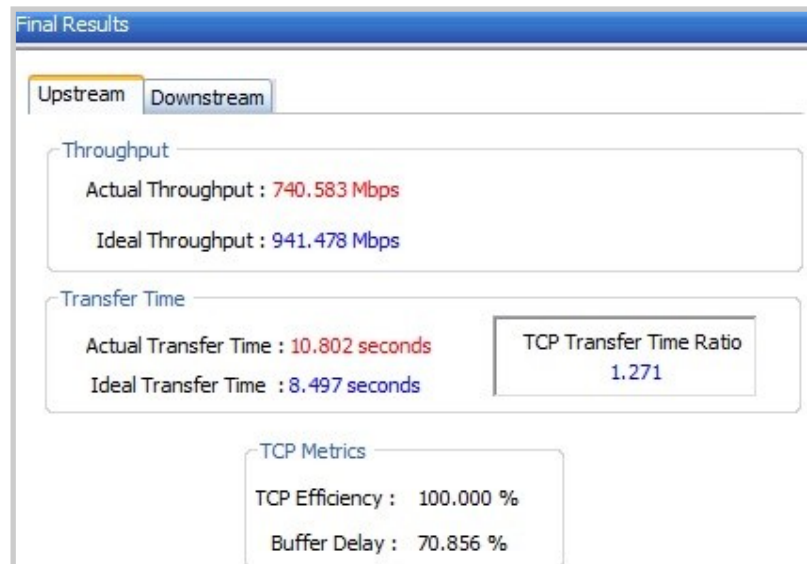 Final Results
Upstream Downstream
Throughput
Actual Throughput : 740.583 Mbps
Ideal Throughput : 941.478 Mbps
Transfer Time
Actual Transfer Time : 10.802 seconds
Ideal Transfer Time : 8.497 seconds
TCP Transfer Time Ratio
1.271
TCP Metrics
TCP Efficiency : 100.000 %
Buffer Delay : 70.856 %